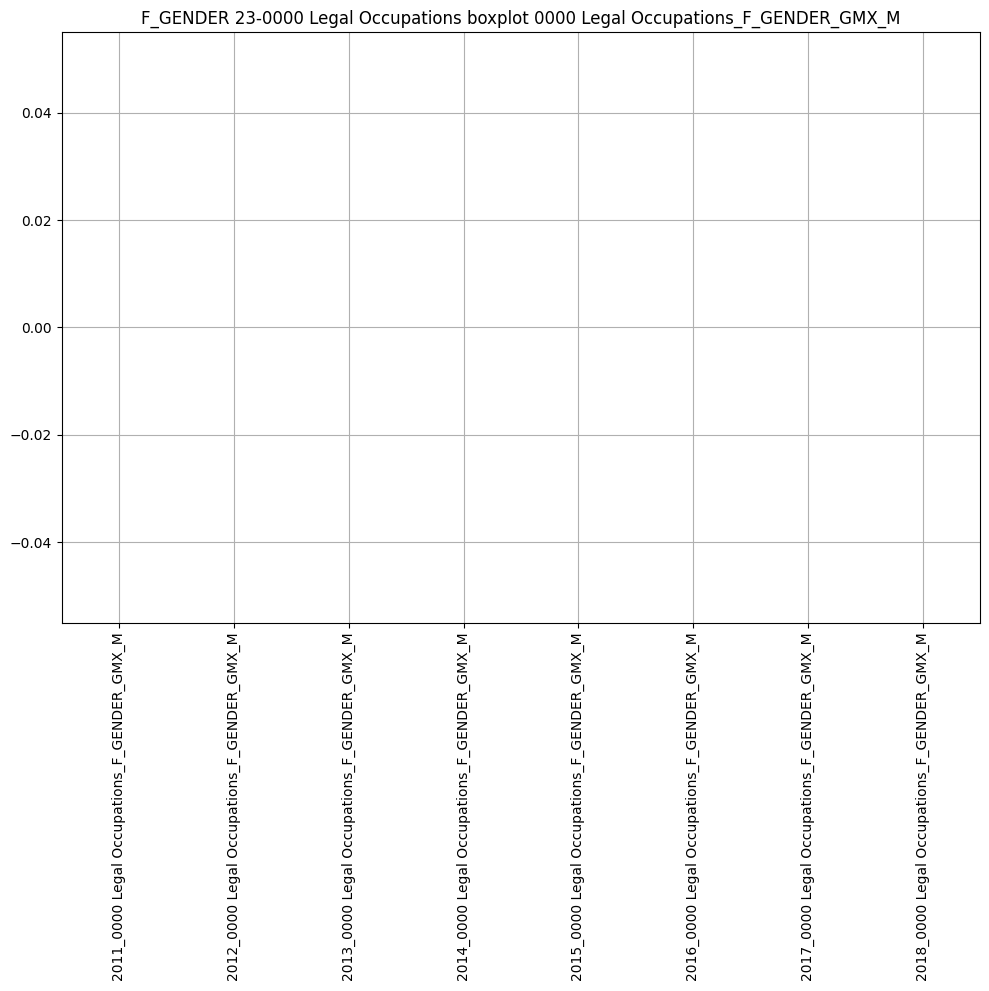 F_GENDER 23-0000 Legal Occupations boxplot 0000 Legal Occupations_F_GENDER_GMX_M
0.04
0.02
0.00
−0.02
−0.04
2011_0000 Legal Occupations_F_GENDER_GMX_M
2012_0000 Legal Occupations_F_GENDER_GMX_M
2013_0000 Legal Occupations_F_GENDER_GMX_M
2014_0000 Legal Occupations_F_GENDER_GMX_M
2015_0000 Legal Occupations_F_GENDER_GMX_M
2016_0000 Legal Occupations_F_GENDER_GMX_M
2017_0000 Legal Occupations_F_GENDER_GMX_M
2018_0000 Legal Occupations_F_GENDER_GMX_M